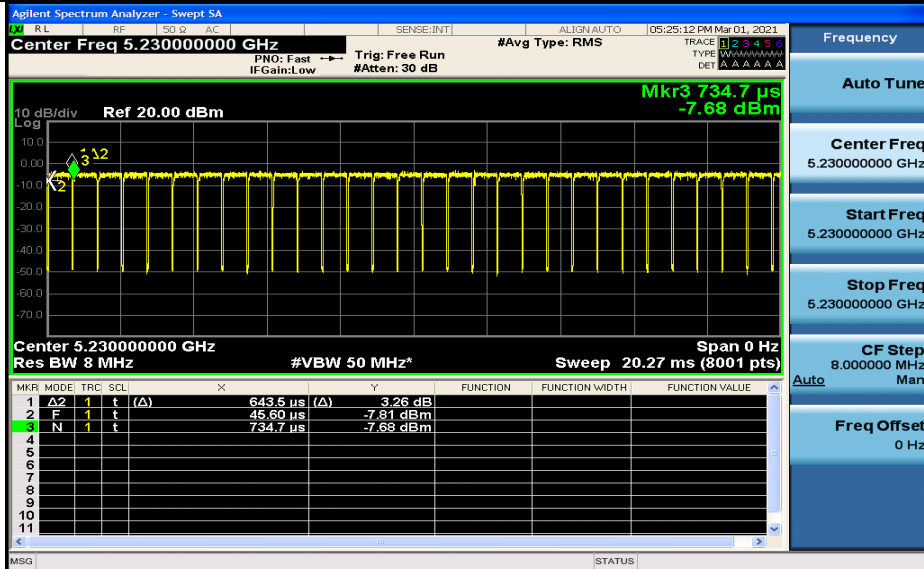 Agilent Spectrum Analyzer - Swept SA
LXI RL RF 50 Ω AC SENSE:INT ALIGN AUTO 05:25:12 PM Mar 01, 2021
Center Freq 5.230000000 GHz
PNO: Fast
IFGain:Low
Trig: Free Run
#Atten: 30 dB
#Avg Type: RMS
TRACE 1 2 3 4 5 6
TYPE WWWWWW
DET A A A A A A
Mkr3 734.7 µs
-7.68 dBm
10 dB/div Ref 20.00 dBm
Log
10.0
0.00
-10.0
-20.0
-30.0
-40.0
-50.0
-60.0
-70.0
1Δ2
3
2
Center 5.230000000 GHz Span 0 Hz
Res BW 8 MHz #VBW 50 MHz* Sweep 20.27 ms (8001 pts)
MKR MODE TRC SCL X Y FUNCTION FUNCTION WIDTH FUNCTION VALUE
1 Δ2 1 t (Δ) 643.5 µs (Δ) 3.26 dB
2 F 1 t 45.60 µs -7.81 dBm
3 N 1 t 734.7 µs -7.68 dBm
4
5
6
7
8
9
10
11
MSG STATUS
Frequency
Auto Tune
Center Freq
5.230000000 GHz
Start Freq
5.230000000 GHz
Stop Freq
5.230000000 GHz
CF Step
8.000000 MHz
Auto Man
Freq Offset
0 Hz